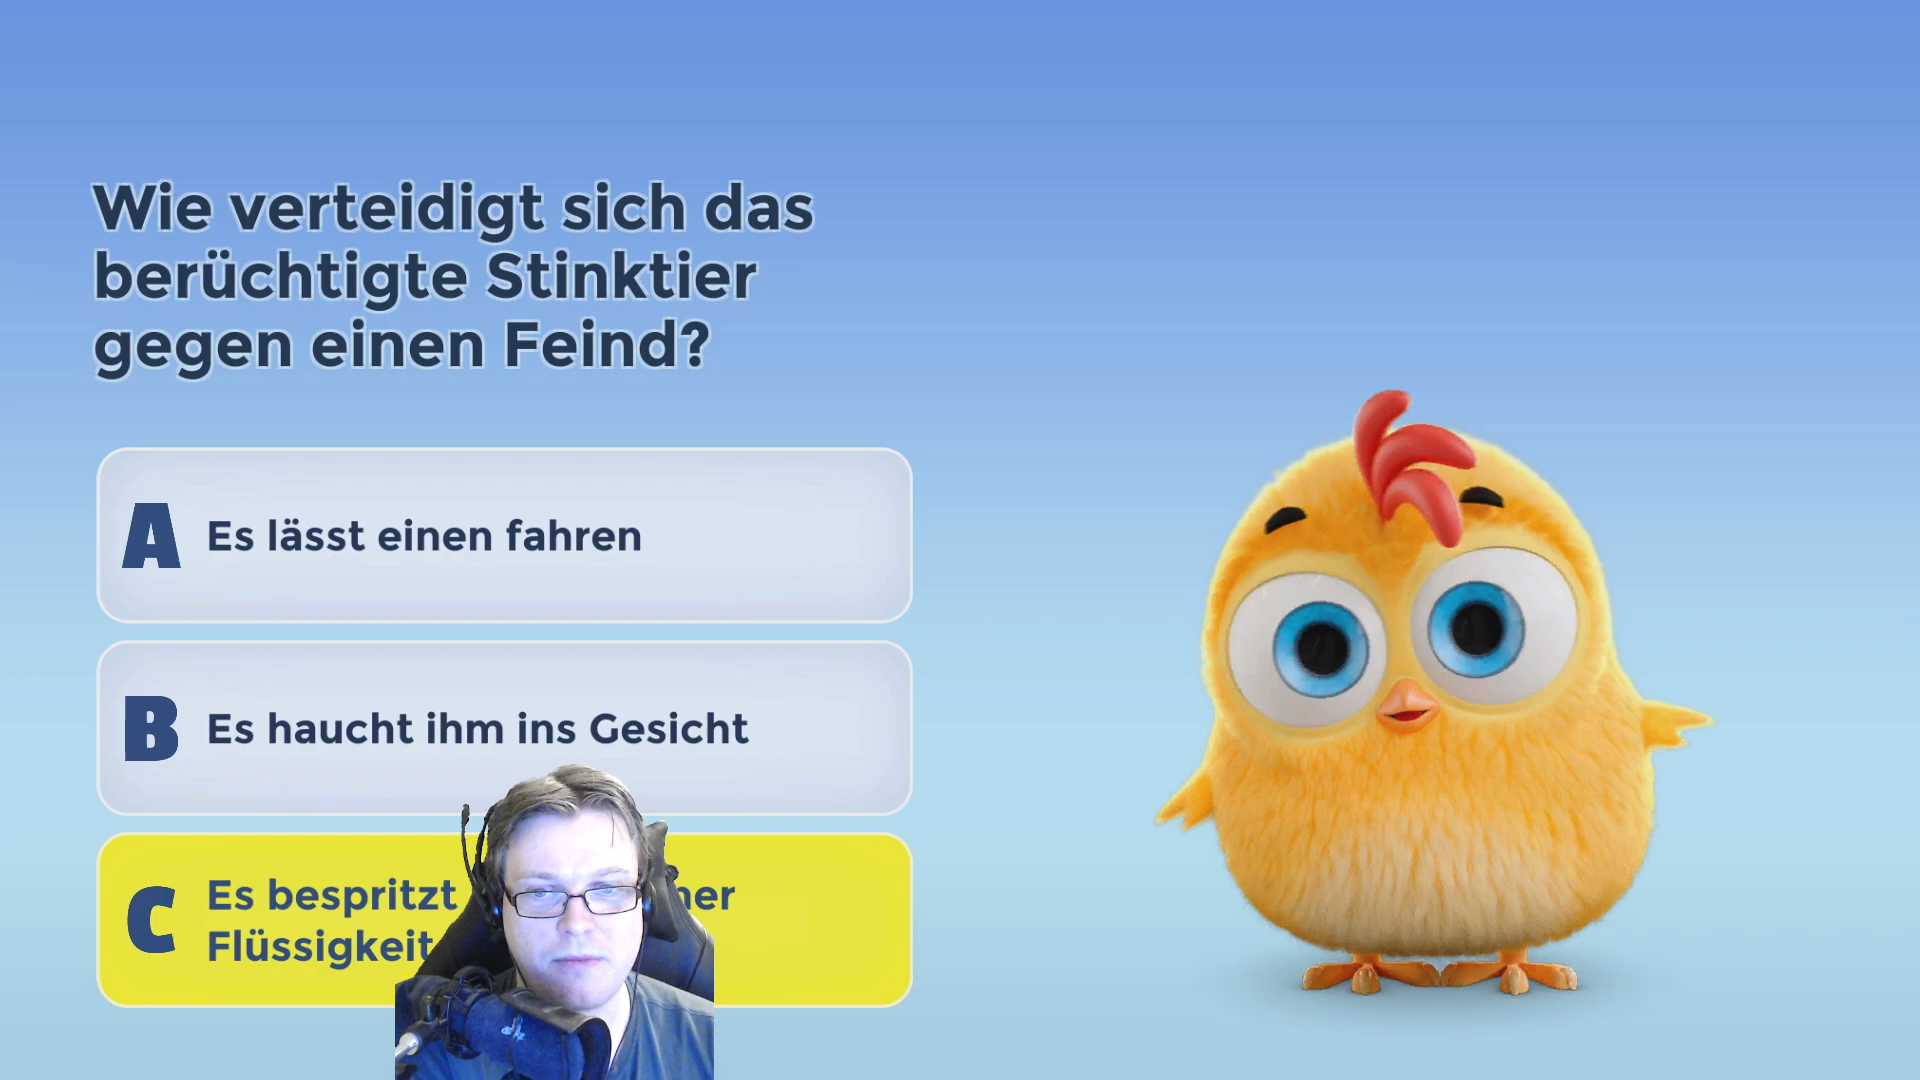 Wie verteidigt sich das
berüchtigte Stinktier
gegen einen Feind?
A Es lässt einen fahren
B Es haucht ihm ins Gesicht
C Es bespritzt
Flüssigkeit